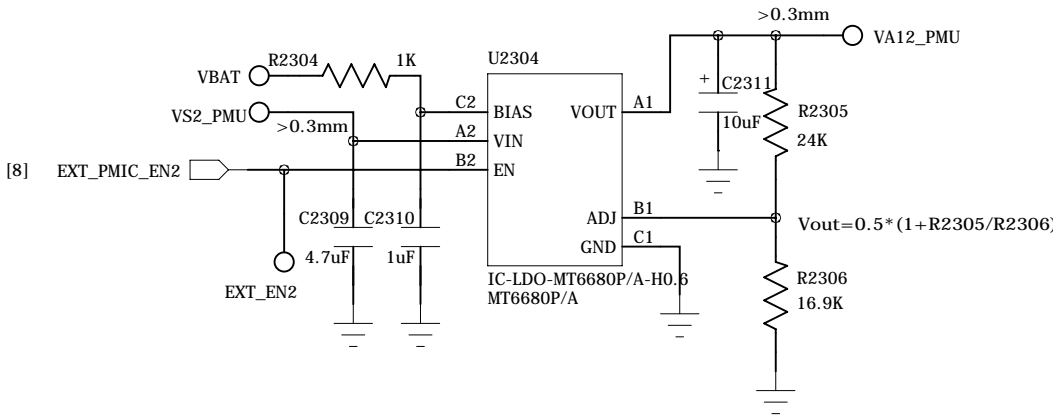 >0.3mm
VA12_PMU
R2304
1K
U2304
VBAT
C2
BIAS
VOUT
A1
+
C2311
10uF
R2305
24K
VS2_PMU
>0.3mm
A2
VIN
[8]
EXT_PMIC_EN2
B2
EN
ADJ
B1
Vout=0.5*(1+R2305/R2306)
C2309
C2310
4.7uF
1uF
GND
C1
EXT_EN2
IC-LDO-MT6680P/A-H0.6
MT6680P/A
R2306
16.9K